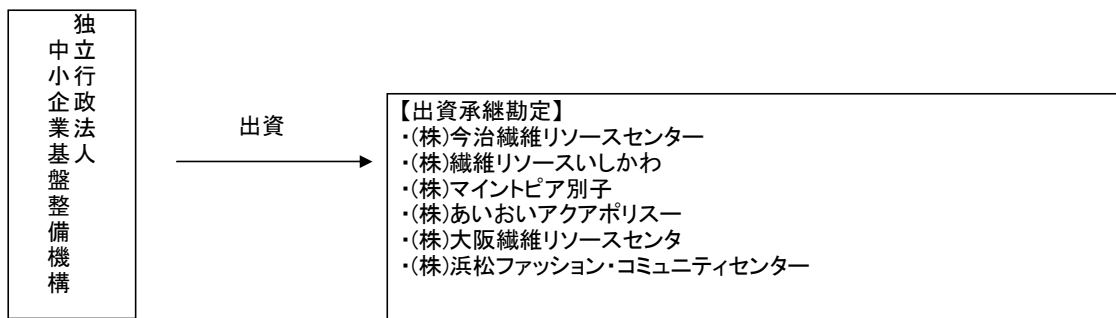 独立行政法人
中小企業基盤整備機構
出資
【出資承継勘定】
・(株)今治繊維リソースセンター
・(株)繊維リソースいしかわ
・(株)マイントピア別子
・(株)あいおいアクアポリスー
・(株)大阪繊維リソースセンタ
・(株)浜松ファッション・コミュニティセンター